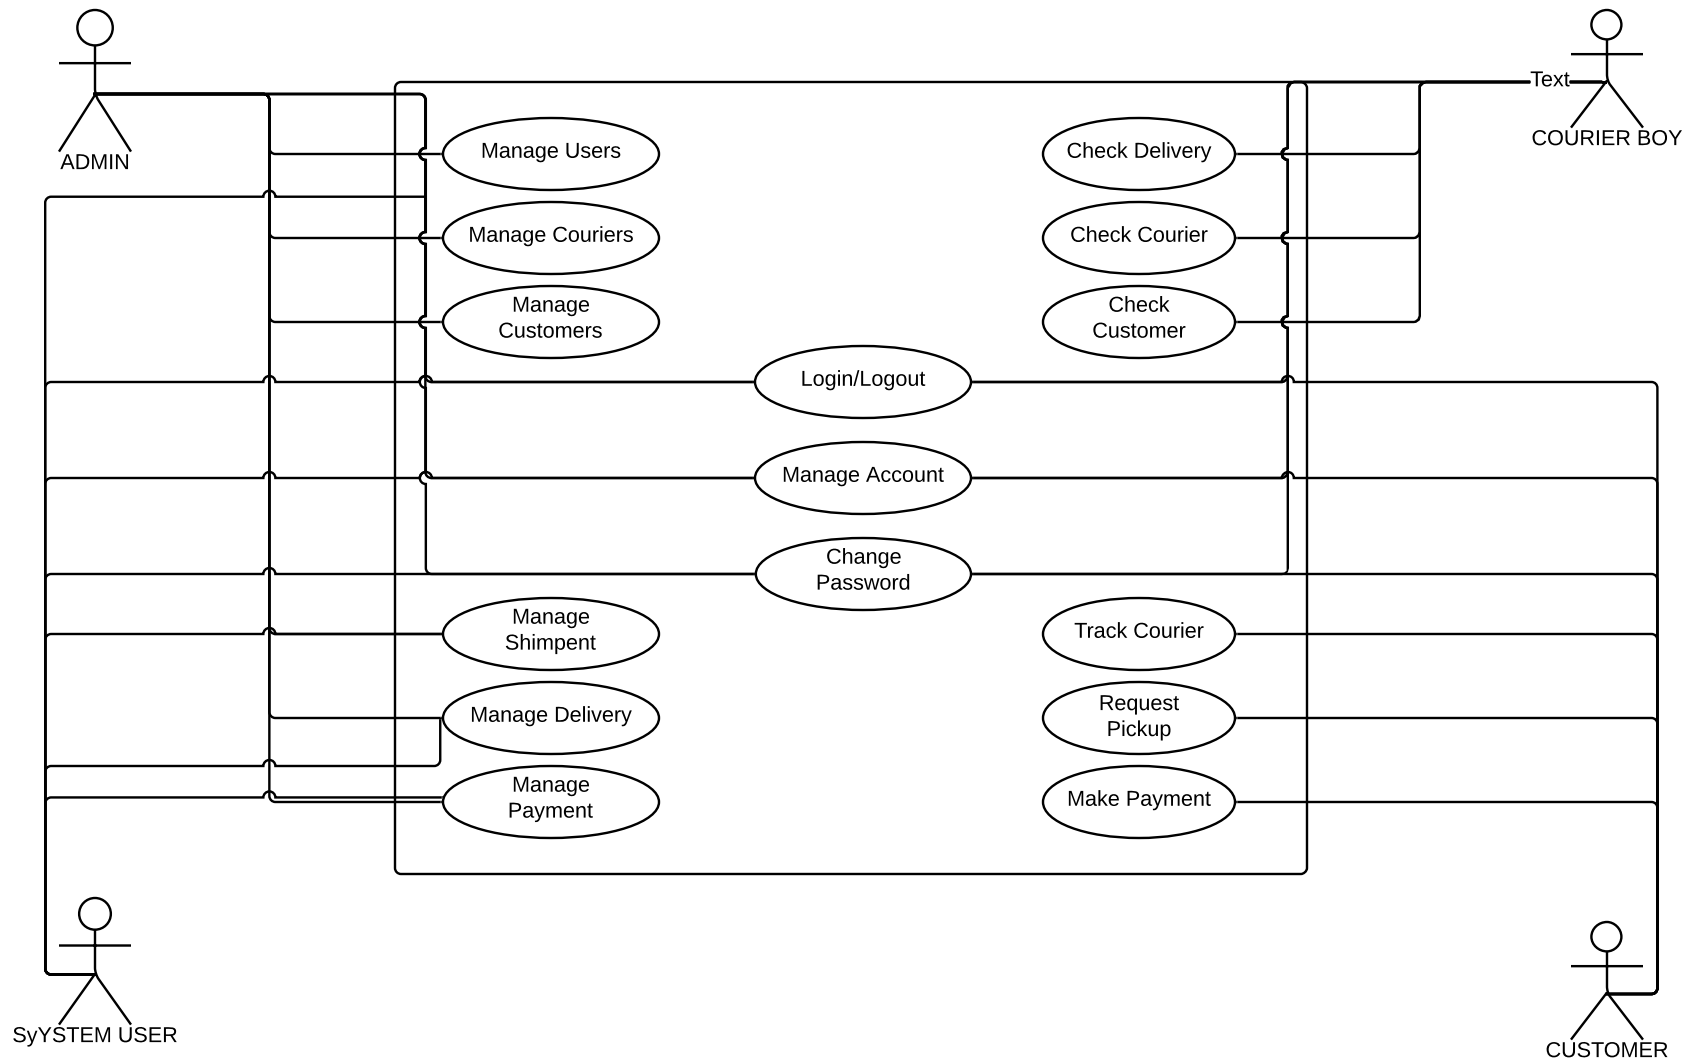 Text
COURIER BOY
ADMIN
Manage Users
Check Delivery
Manage Couriers
Check Courier
Manage
Customers
Check
Customer
Login/Logout
Manage Account
Change
Password
Manage
Shimpent
Track Courier
Manage Delivery
Request
Pickup
Manage
Payment
Make Payment
SyYSTEM USER
CUSTOMER